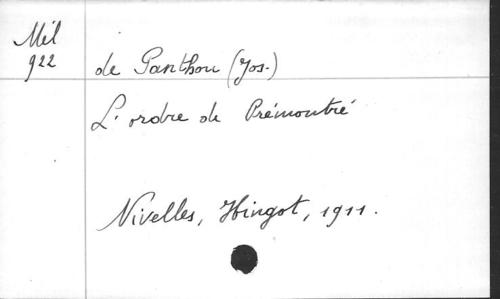 Mil
922
de Panthou (Jos.)
L'ordre de Prémontré
Nivelles, Hingot, 1911.